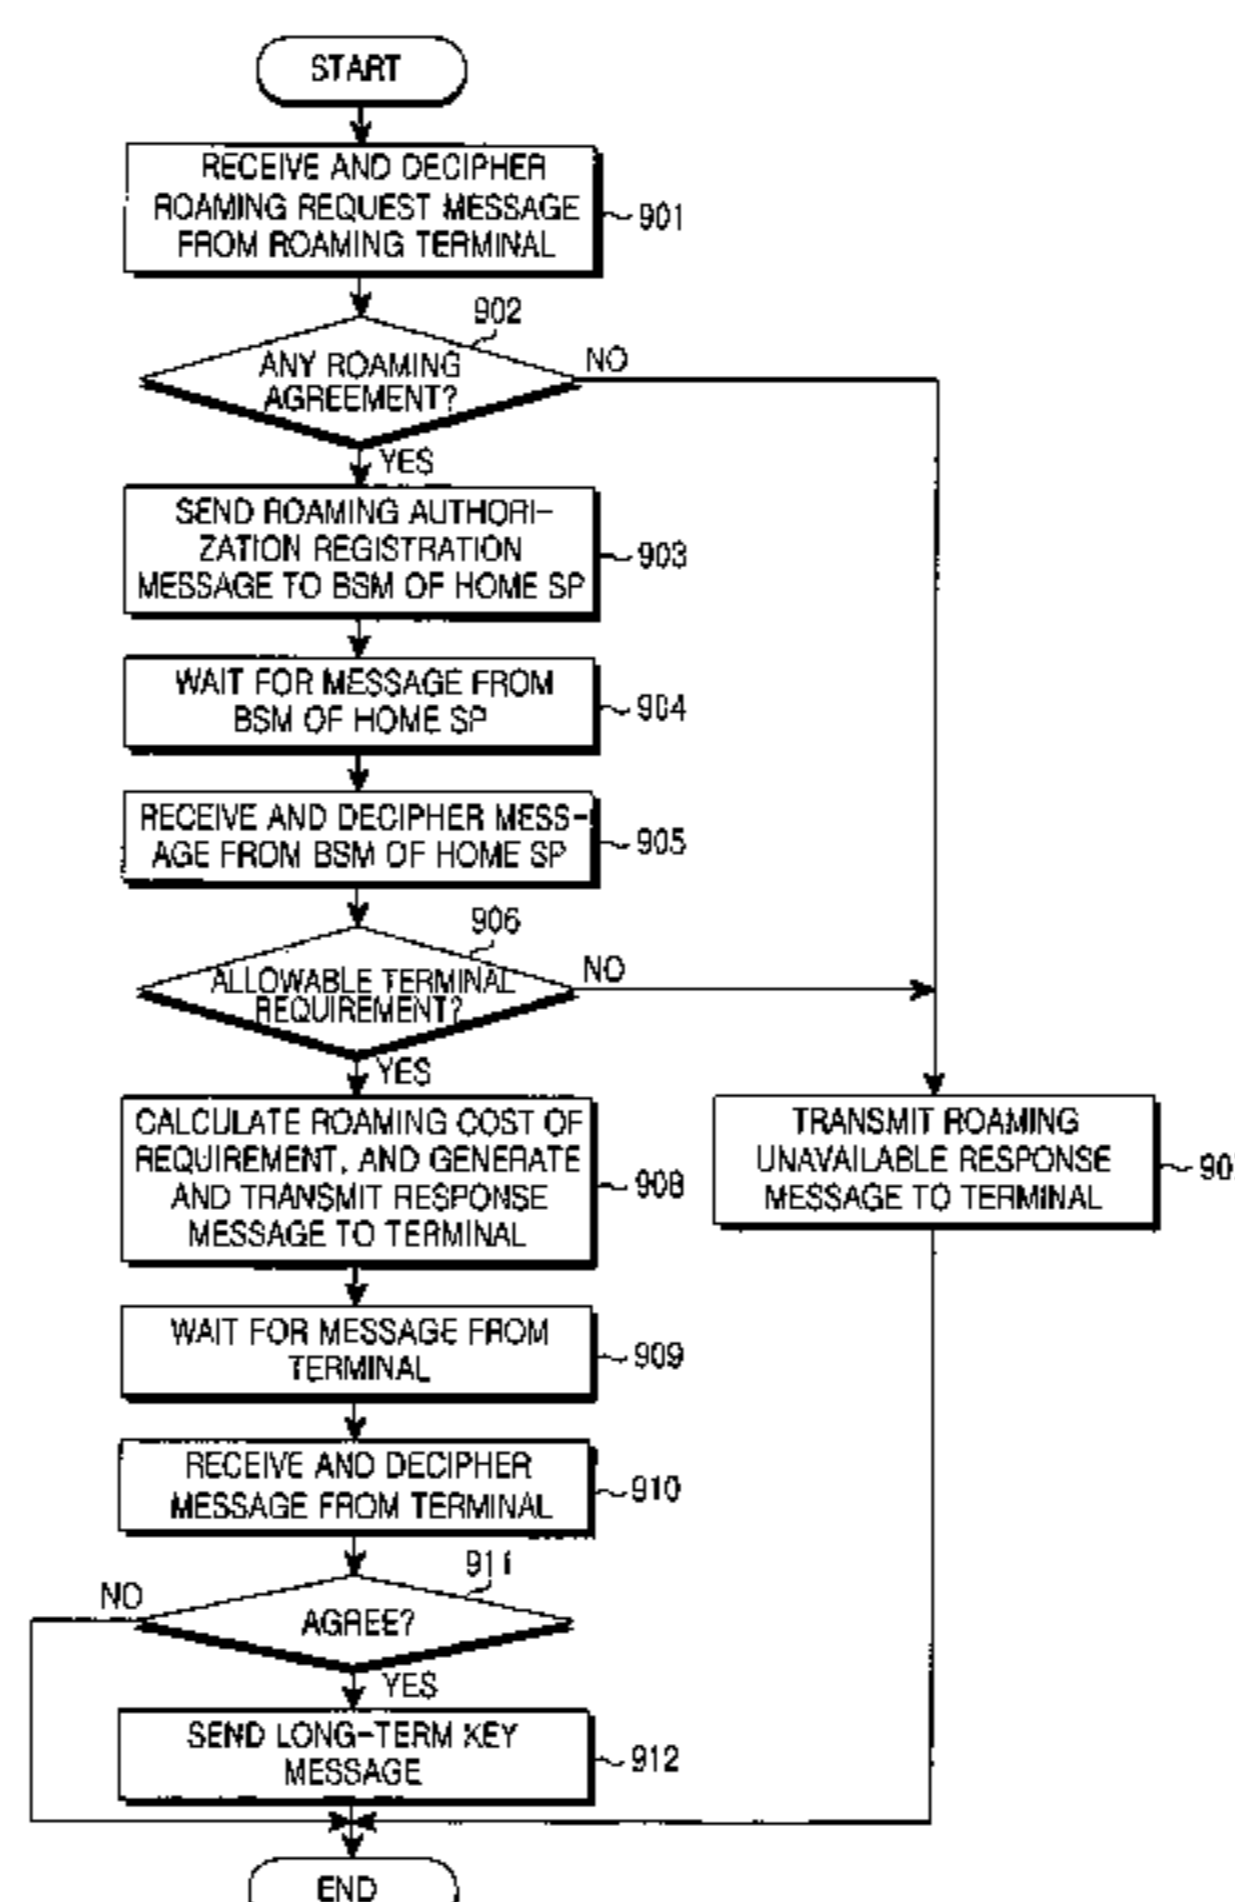 START
RECEIVE AND DECIPHER
ROAMING REQUEST MESSAGE
FROM ROAMING TERMINAL
901
902
ANY ROAMING
AGREEMENT?
NO
YES
SEND ROAMING AUTHORI-
ZATION REGISTRATION
MESSAGE TO BSM OF HOME SP
903
WAIT FOR MESSAGE FROM
BSM OF HOME SP
904
RECEIVE AND DECIPHER MESS-
AGE FROM BSM OF HOME SP
905
906
ALLOWABLE TERMINAL
REQUIREMENT?
NO
YES
CALCULATE ROAMING COST OF
REQUIREMENT, AND GENERATE
AND TRANSMIT RESPONSE
MESSAGE TO TERMINAL
908
TRANSMIT ROAMING
UNAVAILABLE RESPONSE
MESSAGE TO TERMINAL
WAIT FOR MESSAGE FROM
TERMINAL
909
RECEIVE AND DECIPHER
MESSAGE FROM TERMINAL
910
911
NO
AGREE?
YES
SEND LONG-TERM KEY
MESSAGE
912
END